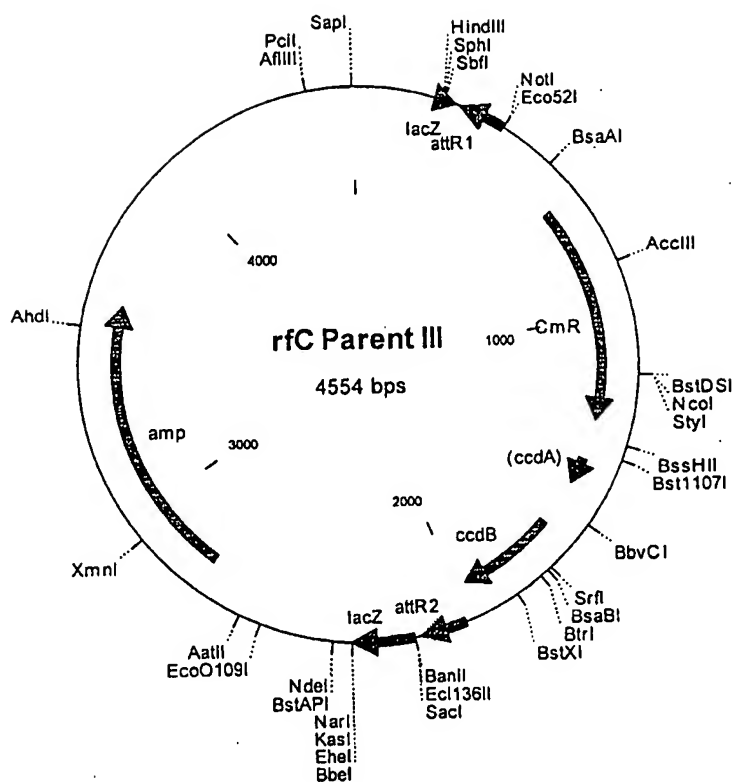 SapI
HindIII
SphI
SbfI
PciI
AflIII
NotI
Eco52I
lacZ
attR1
BsaAI
4000
AccIII
AhdI
rfC Parent III
1000
CmR
4554 bps
BstDSI
NcoI
StyI
amp
3000
(ccdA)
BssHII
Bst1107I
2000
ccdB
BbvCI
XmnI
SrfI
BsaBI
BtrI
BstXI
lacZ
attR2
AatII
EcoO109I
NdeI
BstAPI
BanII
Ecl136II
SacI
NarI
KasI
EheI
BbeI